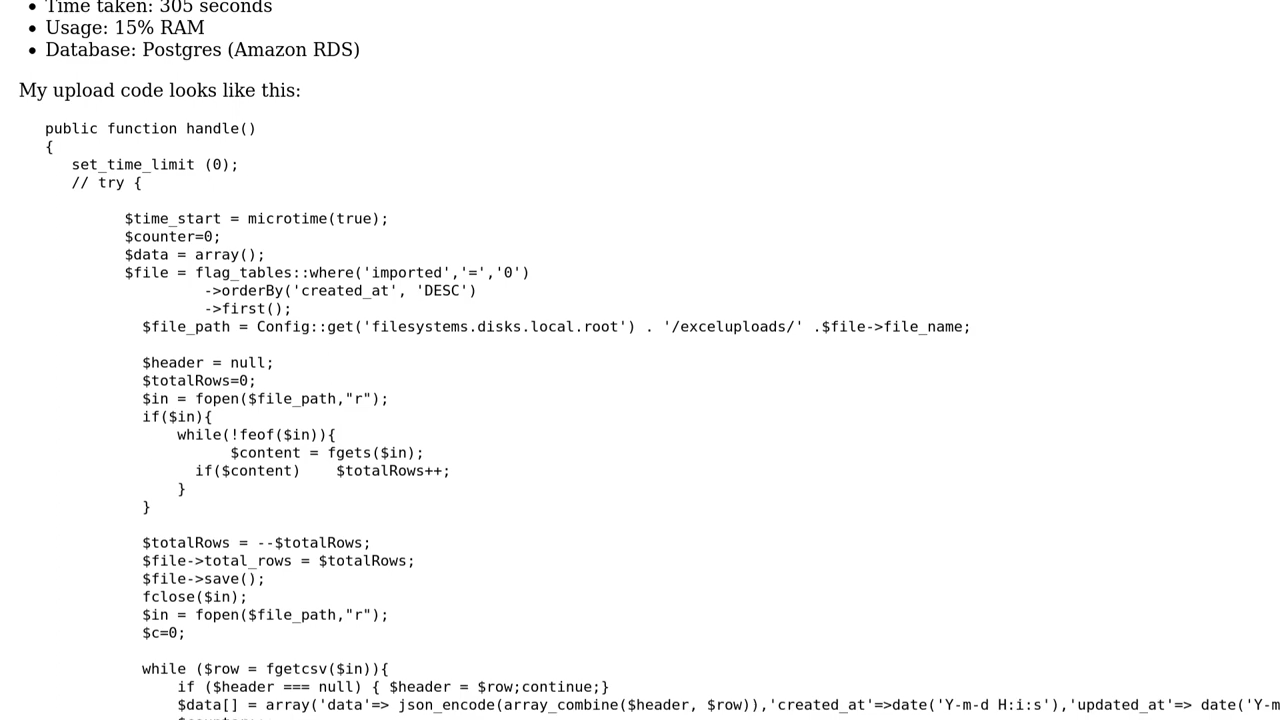 • Time taken: 305 seconds
• Usage: 15% RAM
• Database: Postgres (Amazon RDS)
My upload code looks like this:
public function handle()
{
set_time_limit (0);
// try {
$time_start = microtime(true);
$counter=0;
$data = array();
$file = flag_tables::where('imported','=','0')
->orderBy('created_at', 'DESC')
->first();
$file_path = Config::get('filesystems.disks.local.root') . '/exceluploads/' .$file->file_name;
$header = null;
$totalRows=0;
$in = fopen($file_path,"r");
if($in){
while(!feof($in)){
$content = fgets($in);
if($content)    $totalRows++;
}
}
$totalRows = --$totalRows;
$file->total_rows = $totalRows;
$file->save();
fclose($in);
$in = fopen($file_path,"r");
$c=0;
while ($row = fgetcsv($in)){
if ($header === null) { $header = $row;continue;}
$data[] = array('data'=> json_encode(array_combine($header, $row)),'created_at'=>date('Y-m-d H:i:s'),'updated_at'=> date('Y-m